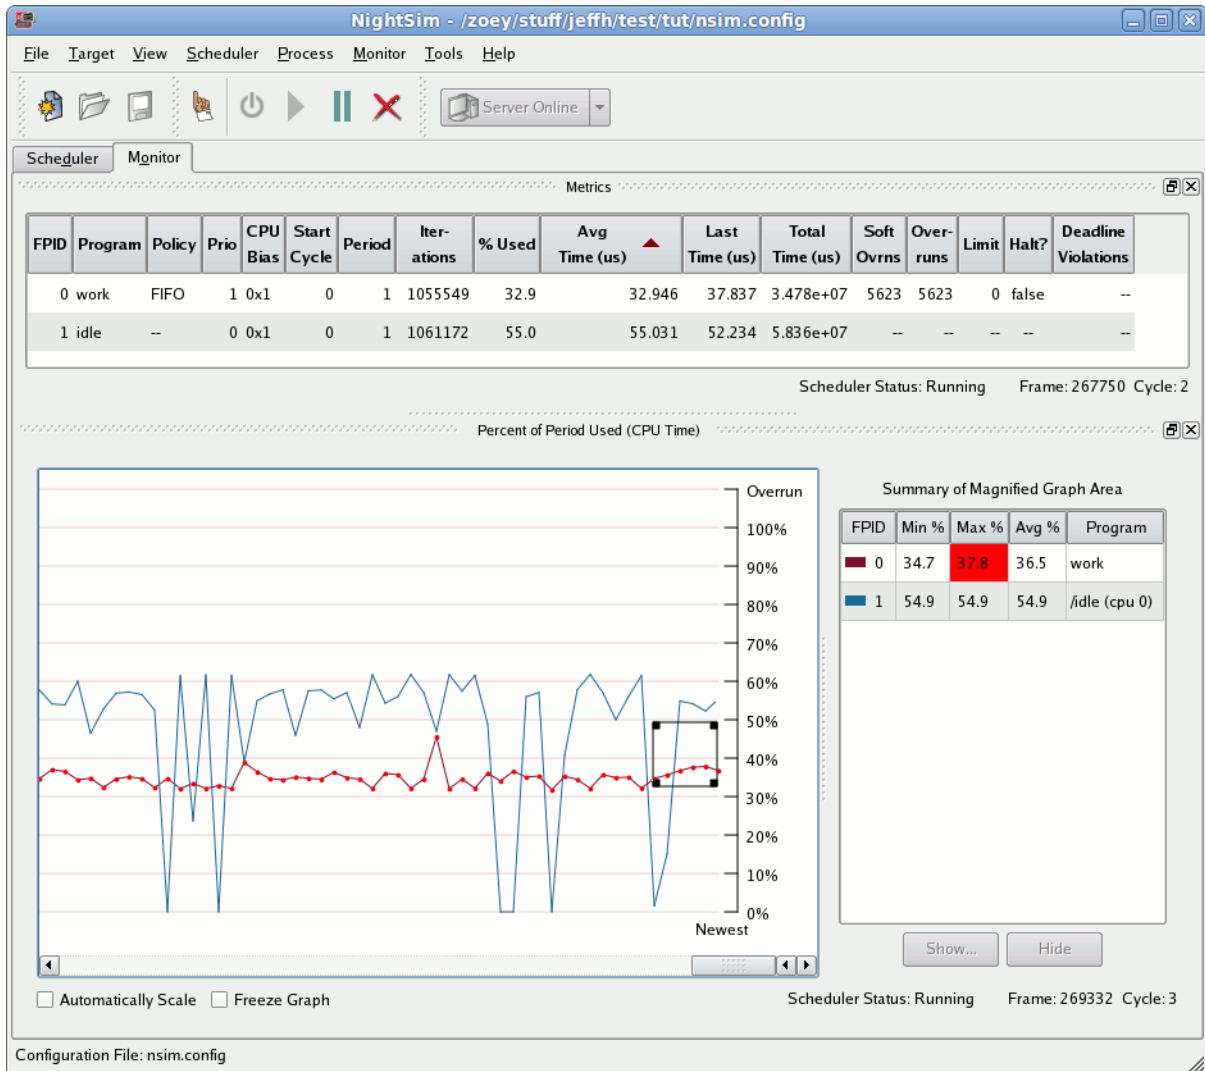 NightSim - /zoey/stuff/jeffh/test/tut/nsim.config
File Target View Scheduler Process Monitor Tools Help
Server Online
Scheduler Monitor
Metrics
FPID Program Policy Prio CPU Bias Start Cycle Period Iter-ations % Used Avg Time (us) Last Time (us) Total Time (us) Soft Ovrns Over-runs Limit Halt? Deadline Violations
0 work FIFO 1 0x1 0 1 1055549 32.9 32.946 37.837 3.478e+07 5623 5623 0 false --
1 idle -- 0 0x1 0 1 1061172 55.0 55.031 52.234 5.836e+07 -- -- -- -- --
Scheduler Status: Running Frame: 267750 Cycle: 2
Percent of Period Used (CPU Time)
Overrun
100%
90%
80%
70%
60%
50%
40%
30%
20%
10%
0%
Newest
Summary of Magnified Graph Area
FPID Min % Max % Avg % Program
0 34.7 37.8 36.5 work
1 54.9 54.9 54.9 /idle (cpu 0)
Show... Hide
Automatically Scale Freeze Graph
Scheduler Status: Running Frame: 269332 Cycle: 3
Configuration File: nsim.config